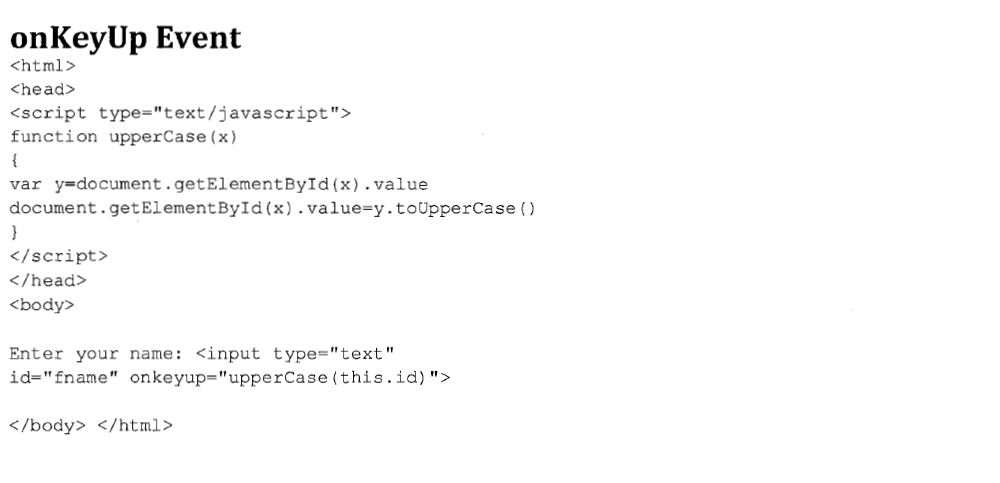 onKeyUp Event
<html>
<head>
<script type="text/javascript">
function upperCase(x)
{
var y=document.getElementById(x).value
document.getElementById(x).value=y.toUpperCase()
}
</script>
</head>
<body>
Enter your name: <input type="text"
id="fname" onkeyup="upperCase(this.id)">
</body> </html>